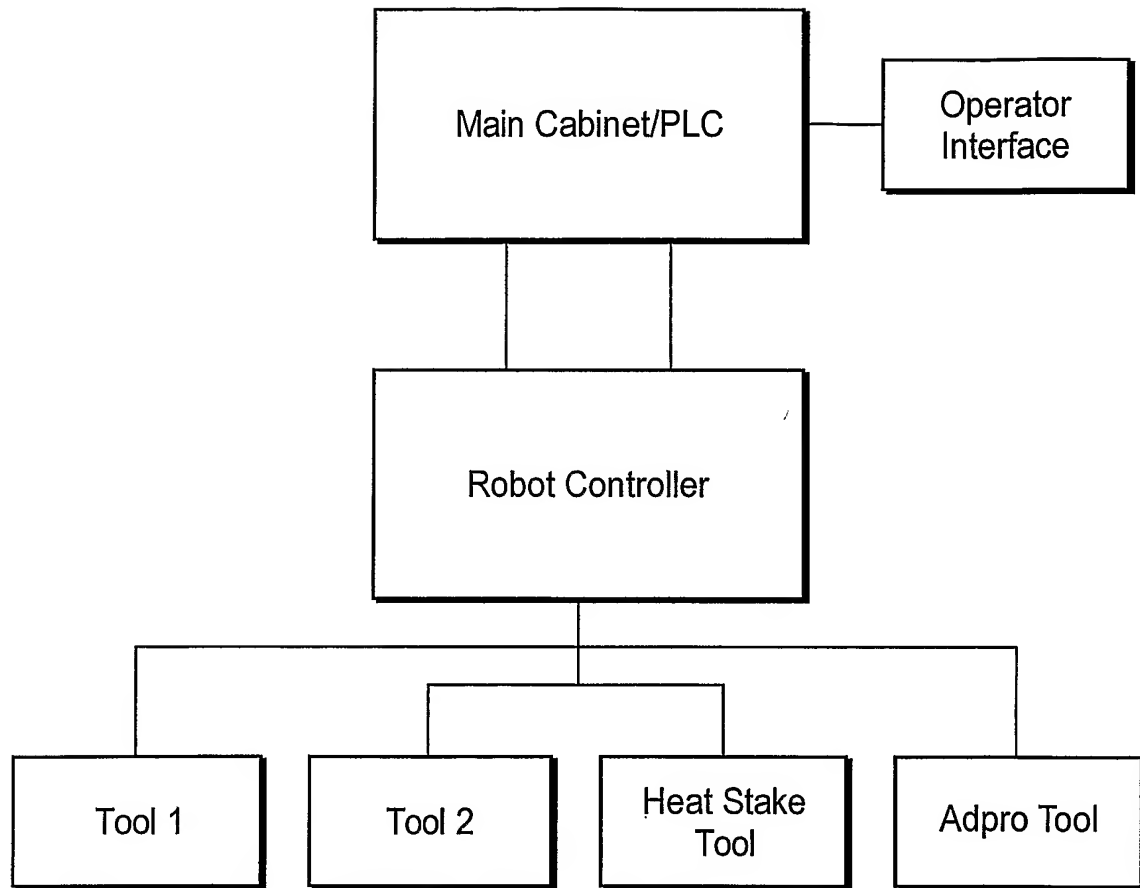 Main Cabinet/PLC
Operator
Interface
Robot Controller
Tool 1
Tool 2
Heat Stake
Tool
Adpro Tool